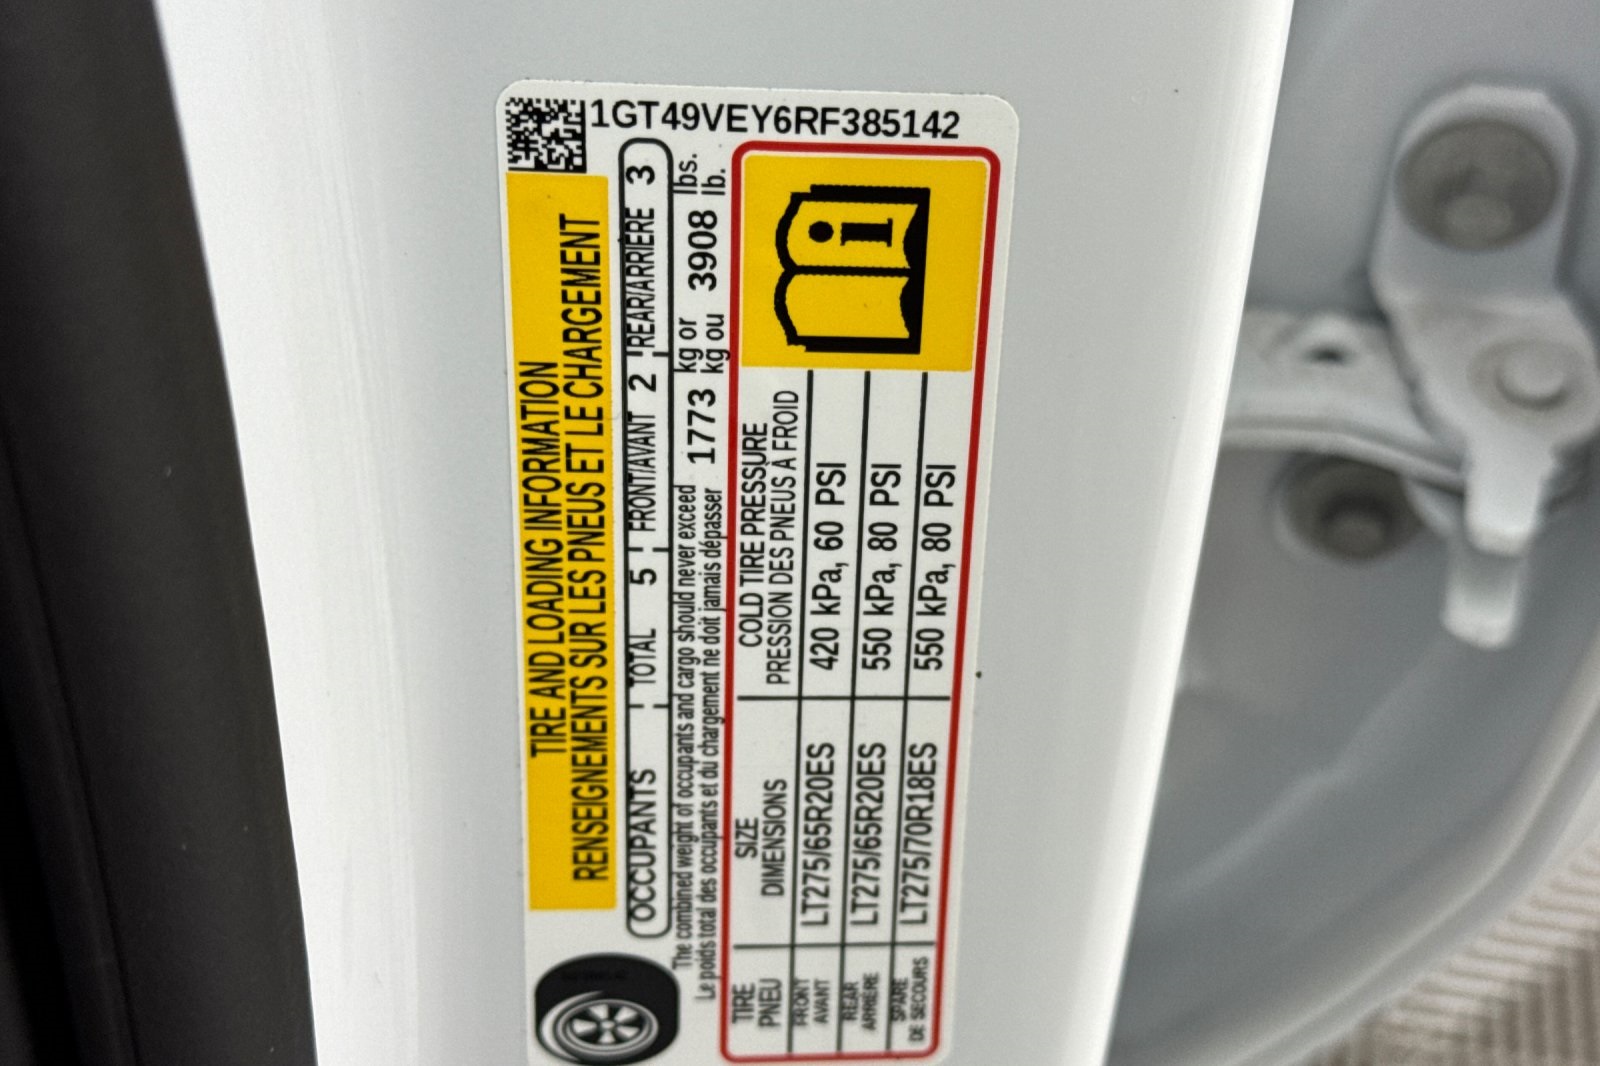 1GT49VEY6RF385142
TIRE AND LOADING INFORMATION
RENSEIGNEMENTS SUR LES PNEUS ET LE CHARGEMENT
OCCUPANTS TOTAL 5 FRONT/AVANT 2 REAR/ARRIÈRE 3
The combined weight of occupants and cargo should never exceed 1773 kg or 3908 lbs.
Le poids total des occupants et du chargement ne doit jamais dépasser kg ou lb.
TIRE SIZE COLD TIRE PRESSURE
PNEU DIMENSIONS PRESSION DES PNEUS À FROID
FRONT
AVANT LT275/65R20ES 420 kPa, 60 PSI
REAR
ARRIÈRE LT275/65R20ES 550 kPa, 80 PSI
SPARE
DE SECOURS LT275/70R18ES 550 kPa, 80 PSI
i